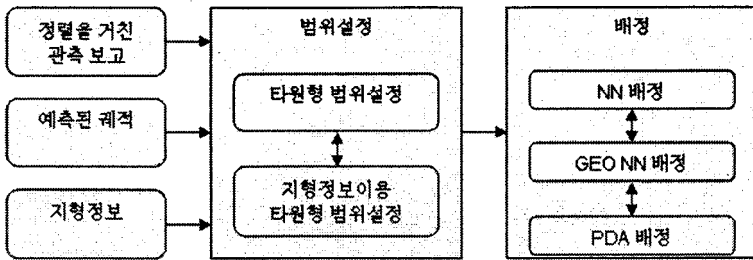 정렬을 거친
관측 보고
예측된 궤적
지형정보
범위설정
타원형 범위설정
지형정보이용
타원형 범위설정
배정
NN 배정
GEO NN 배정
PDA 배정